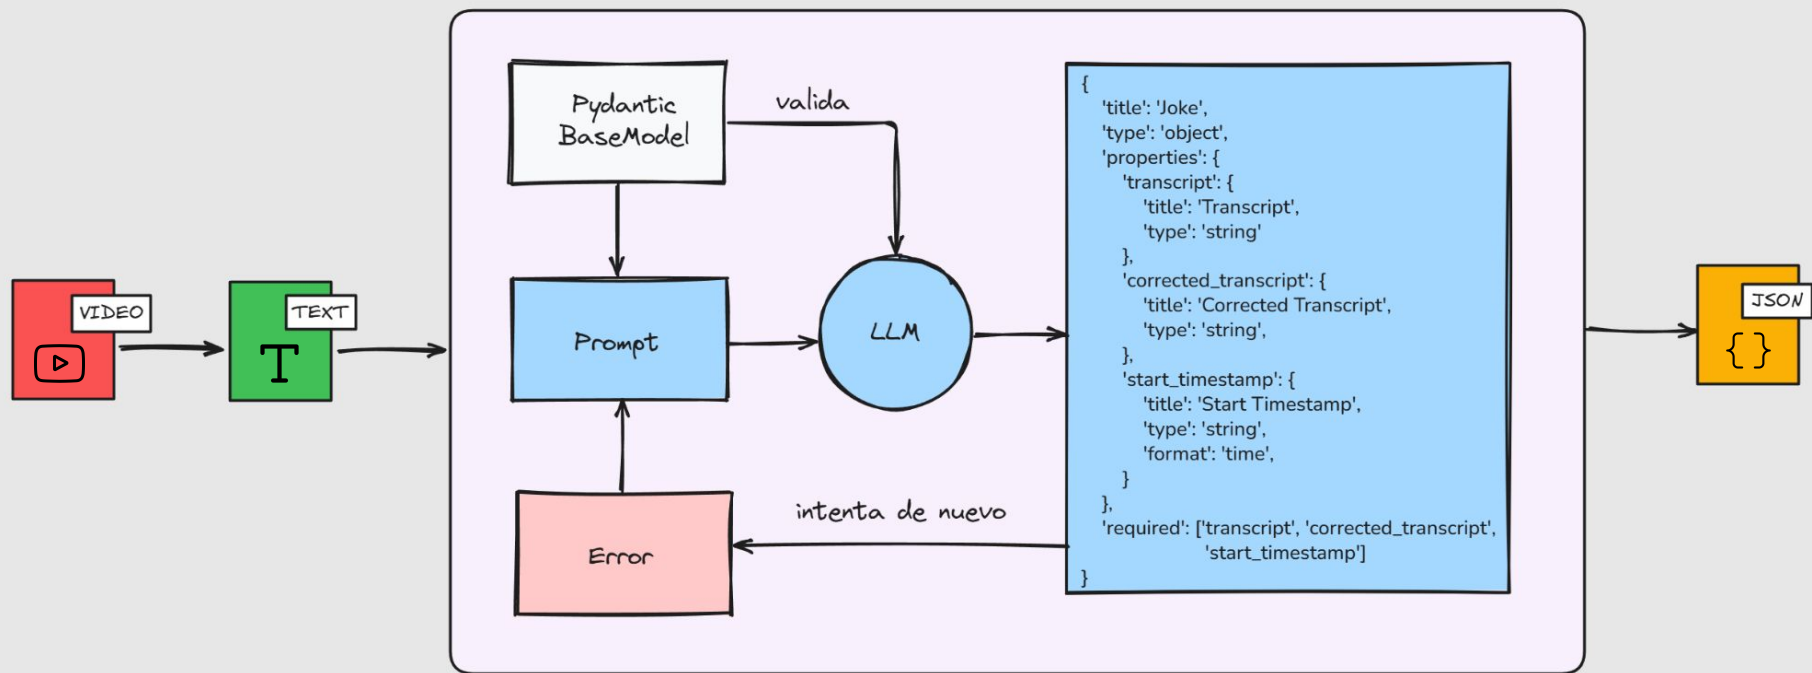 VIDEO
TEXT
T
Pydantic
BaseModel
valida
Prompt
LLM
Error
intenta de nuevo
{
'title': 'Joke',
'type': 'object',
'properties': {
'transcript': {
'title': 'Transcript',
'type': 'string'
},
'corrected_transcript': {
'title': 'Corrected Transcript',
'type': 'string',
},
'start_timestamp': {
'title': 'Start Timestamp',
'type': 'string',
'format': 'time',
}
},
'required': ['transcript', 'corrected_transcript',
'start_timestamp']
}
JSON
{ }